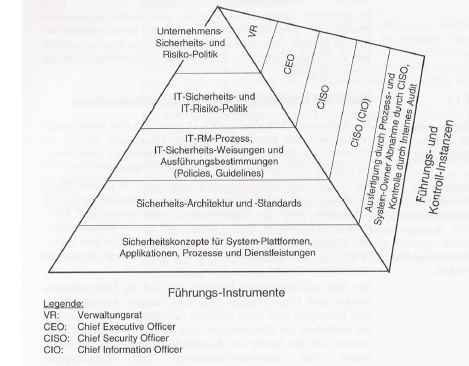 Unternehmens-
Sicherheits- und
Risiko-Politik
IT-Sicherheits- und
IT-Risiko-Politik
IT-RM-Prozess,
IT-Sicherheits-Weisungen und
Ausführungsbestimmungen
(Policies, Guidelines)
Sicherheits-Architektur und -Standards
Sicherheitskonzepte für System-Plattformen,
Applikationen, Prozesse und Dienstleistungen
VR
CEO
CISO
CISO (CIO)
Ausfertigung durch Prozess- und
System-Owner Abnahme durch CISO,
Kontrolle durch Internes Audit
Führungs- und
Kontroll-Instanzen
Führungs-Instrumente
Legende:
VR: Verwaltungsrat
CEO: Chief Executive Officer
CISO: Chief Security Officer
CIO: Chief Information Officer